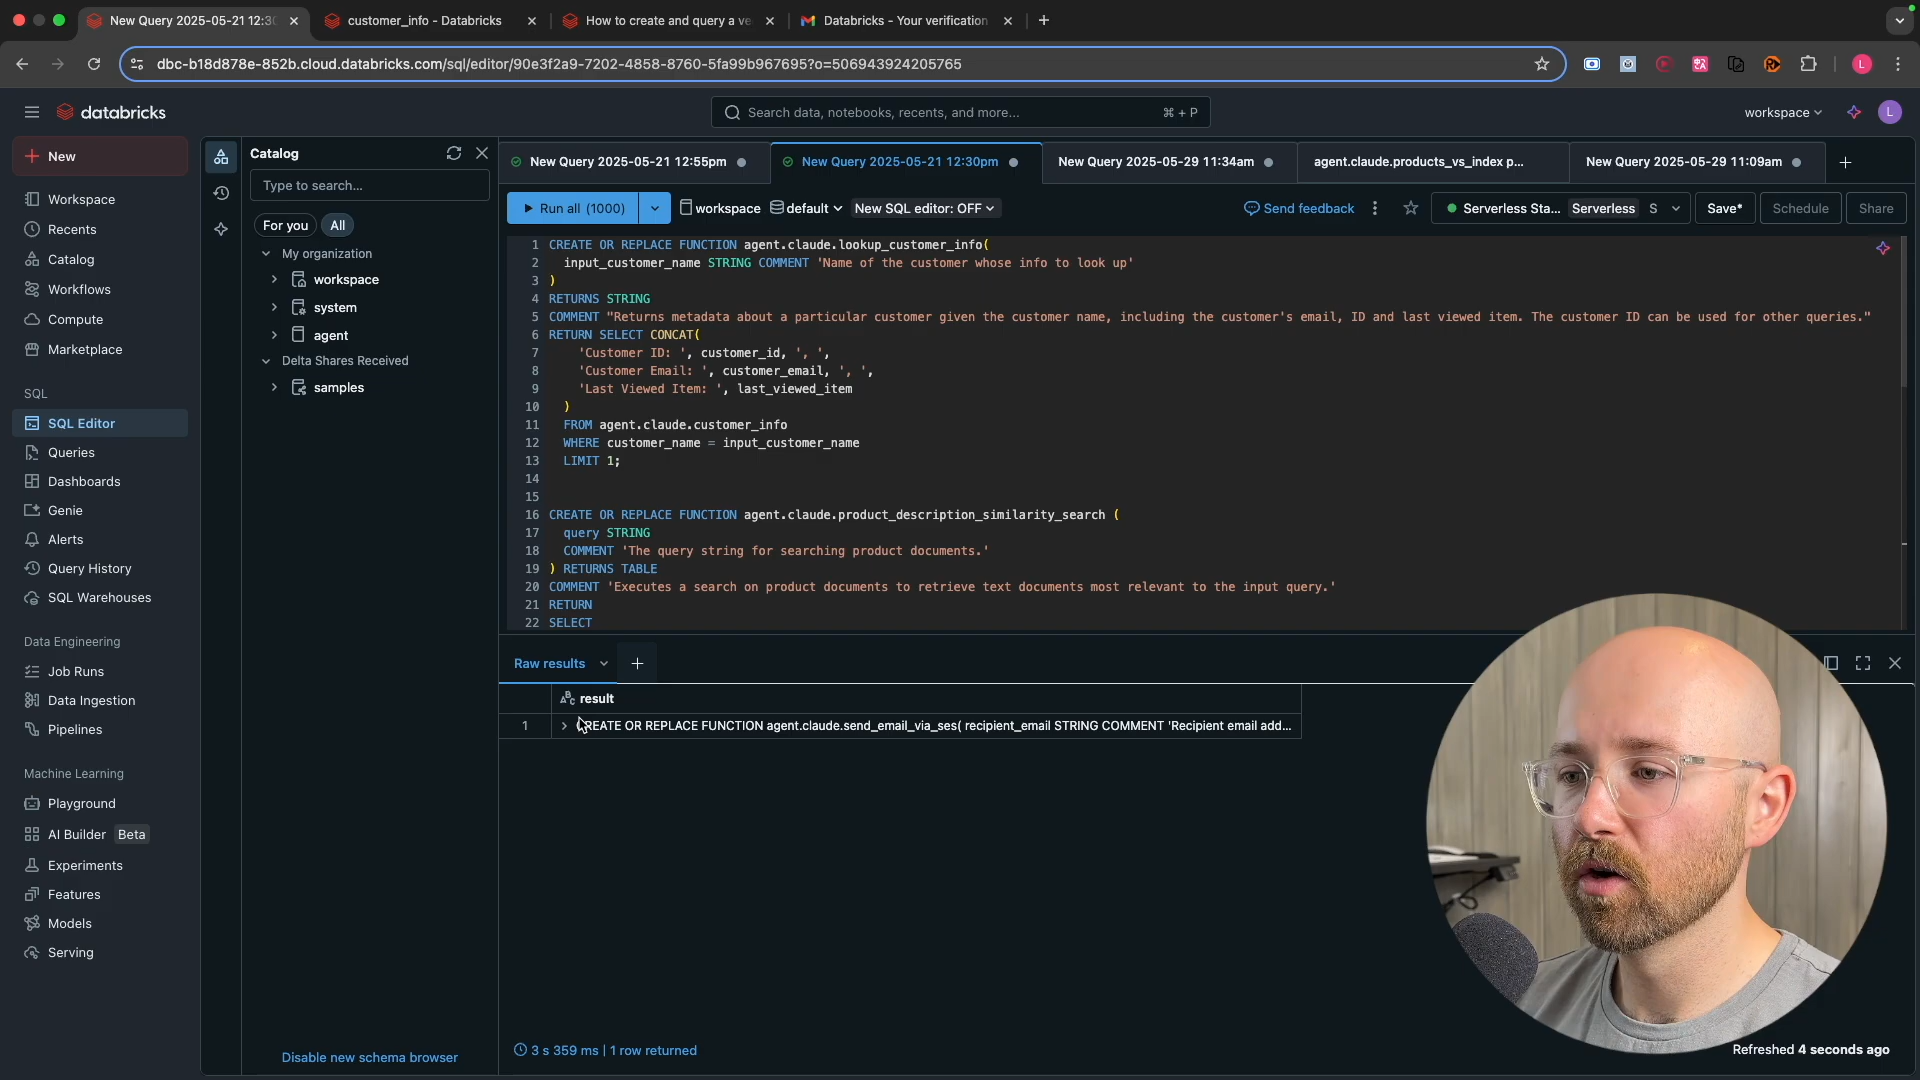 New Query 2025-05-21 12:30
customer_info - Databricks
How to create and query a ve
Databricks - Your verification
dbc-b18d878e-852b.cloud.databricks.com/sql/editor/90e3f2a9-7202-4858-8760-5fa99b967695?o=506943924205765
L
databricks
Search data, notebooks, recents, and more...
⌘ + P
workspace
L
New
Workspace
Recents
Catalog
Workflows
Compute
Marketplace
SQL
SQL Editor
Queries
Dashboards
Genie
Alerts
Query History
SQL Warehouses
Data Engineering
Job Runs
Data Ingestion
Pipelines
Machine Learning
Playground
AI Builder Beta
Experiments
Features
Models
Serving
Catalog
Type to search...
For you
All
My organization
workspace
system
agent
Delta Shares Received
samples
Disable new schema browser
New Query 2025-05-21 12:55pm
New Query 2025-05-21 12:30pm
New Query 2025-05-29 11:34am
agent.claude.products_vs_index p...
New Query 2025-05-29 11:09am
Run all (1000)
workspace
default
New SQL editor: OFF
Send feedback
Serverless Sta... Serverless S
Save*
Schedule
Share
1 CREATE OR REPLACE FUNCTION agent.claude.lookup_customer_info(
2 input_customer_name STRING COMMENT 'Name of the customer whose info to look up'
3 )
4 RETURNS STRING
5 COMMENT "Returns metadata about a particular customer given the customer name, including the customer's email, ID and last viewed item. The customer ID can be used for other queries."
6 RETURN SELECT CONCAT(
7 'Customer ID: ', customer_id, ', ',
8 'Customer Email: ', customer_email, ', ',
9 'Last Viewed Item: ', last_viewed_item
10 )
11 FROM agent.claude.customer_info
12 WHERE customer_name = input_customer_name
13 LIMIT 1;
14
15
16 CREATE OR REPLACE FUNCTION agent.claude.product_description_similarity_search (
17 query STRING
18 COMMENT 'The query string for searching product documents.'
19 ) RETURNS TABLE
20 COMMENT 'Executes a search on product documents to retrieve text documents most relevant to the input query.'
21 RETURN
22 SELECT
Raw results
result
1 CREATE OR REPLACE FUNCTION agent.claude.send_email_via_ses( recipient_email STRING COMMENT 'Recipient email add...
3 s 359 ms | 1 row returned
Refreshed 4 seconds ago